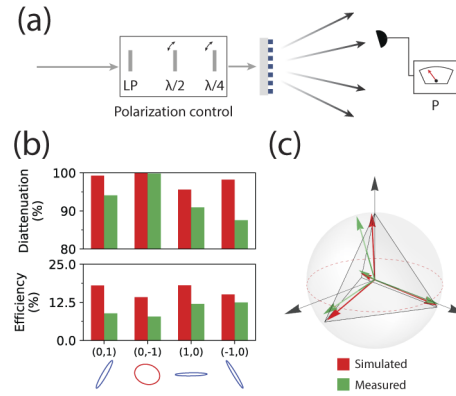 (a)
LP λ/2 λ/4
Polarization control
P
(b)
Diattenuation (%)
100
90
80
Efficiency (%)
25.0
12.5
0.0
(0,1) (0,-1) (1,0) (-1,0)
(c)
Simulated
Measured